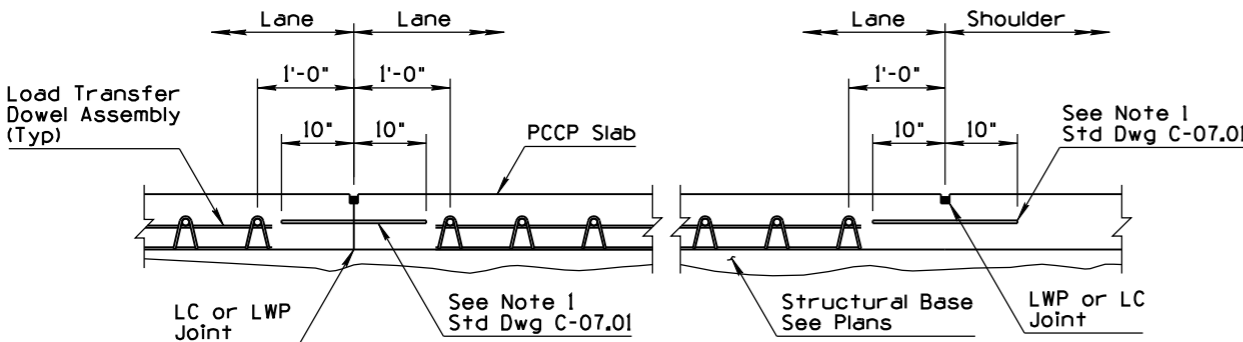 Lane Lane
1'-0" 1'-0"
Load Transfer
Dowel Assembly
(Typ)
10" 10"
PCCP Slab
LC or LWP
Joint
See Note 1
Std Dwg C-07.01
Lane Shoulder
1'-0"
10" 10"
See Note 1
Std Dwg C-07.01
Structural Base
See Plans
LWP or LC
Joint